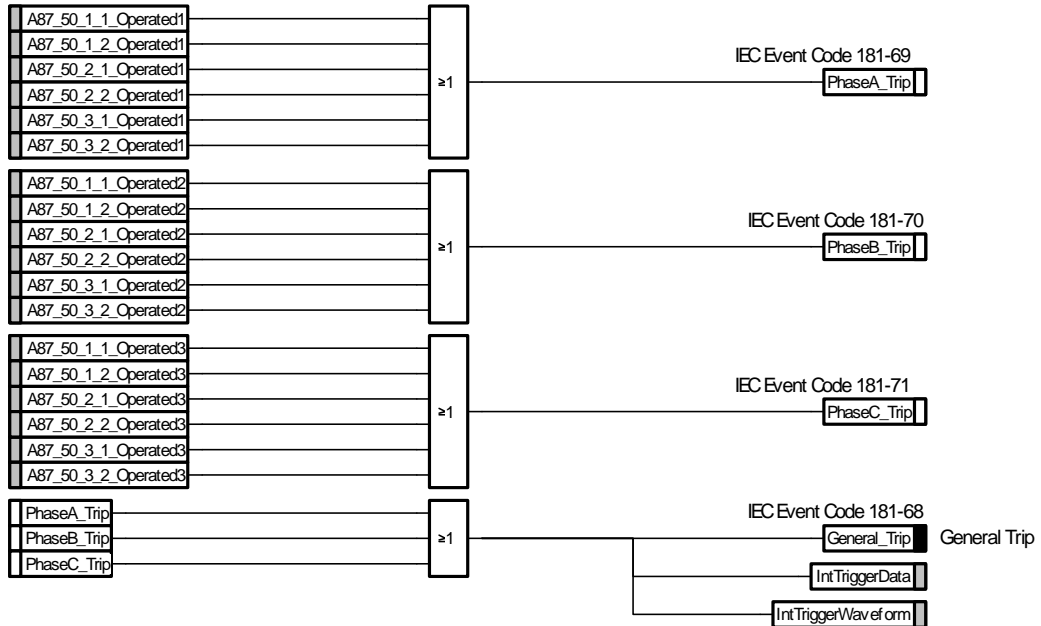 A87_50_1_1_Operated1
A87_50_1_2_Operated1
A87_50_2_1_Operated1
A87_50_2_2_Operated1
A87_50_3_1_Operated1
A87_50_3_2_Operated1
≥1
IEC Event Code 181-69
PhaseA_Trip
A87_50_1_1_Operated2
A87_50_1_2_Operated2
A87_50_2_1_Operated2
A87_50_2_2_Operated2
A87_50_3_1_Operated2
A87_50_3_2_Operated2
≥1
IEC Event Code 181-70
PhaseB_Trip
A87_50_1_1_Operated3
A87_50_1_2_Operated3
A87_50_2_1_Operated3
A87_50_2_2_Operated3
A87_50_3_1_Operated3
A87_50_3_2_Operated3
≥1
IEC Event Code 181-71
PhaseC_Trip
PhaseA_Trip
PhaseB_Trip
PhaseC_Trip
≥1
IEC Event Code 181-68
General_Trip General Trip
IntTriggerData
IntTriggerWaveform